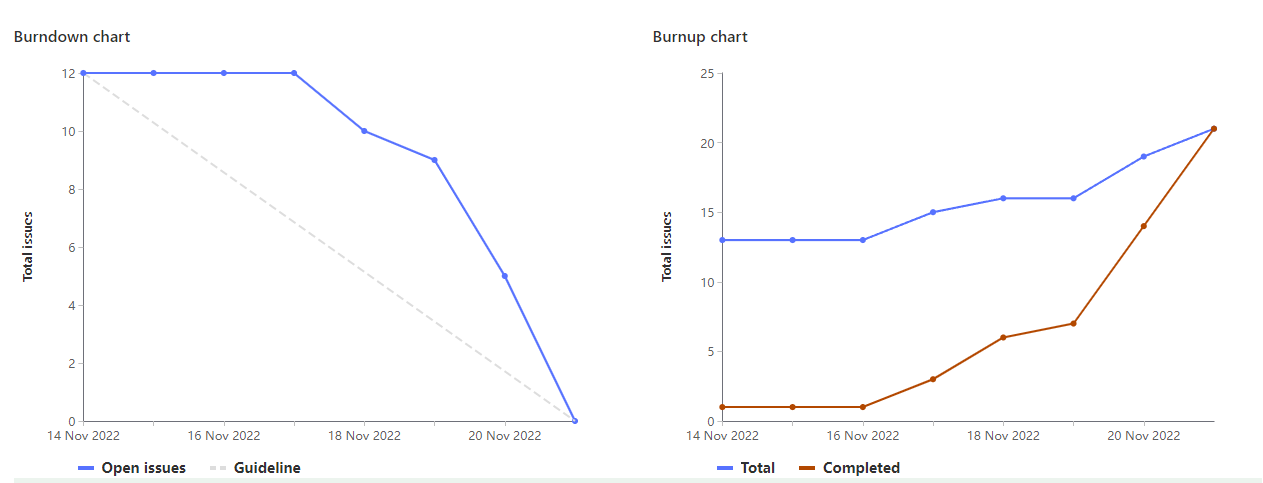 Burndown chart
12
10
8
6
4
2
0
Total issues
14 Nov 2022
16 Nov 2022
18 Nov 2022
20 Nov 2022
Open issues
Guideline
Burnup chart
25
20
15
10
5
0
Total issues
14 Nov 2022
16 Nov 2022
18 Nov 2022
20 Nov 2022
Total
Completed